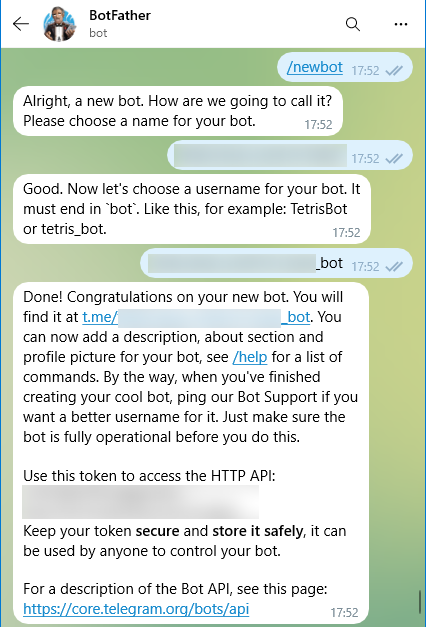 BotFather
bot
/newbot 17:52
Alright, a new bot. How are we going to call it?
Please choose a name for your bot. 17:52
17:52
Good. Now let's choose a username for your bot. It
must end in `bot`. Like this, for example: TetrisBot
or tetris_bot. 17:52
_bot 17:52
Done! Congratulations on your new bot. You will
find it at t.me/ _bot. You
can now add a description, about section and
profile picture for your bot, see /help for a list of
commands. By the way, when you've finished
creating your cool bot, ping our Bot Support if you
want a better username for it. Just make sure the
bot is fully operational before you do this.
Use this token to access the HTTP API:
Keep your token secure and store it safely, it can
be used by anyone to control your bot.
For a description of the Bot API, see this page:
https://core.telegram.org/bots/api 17:52